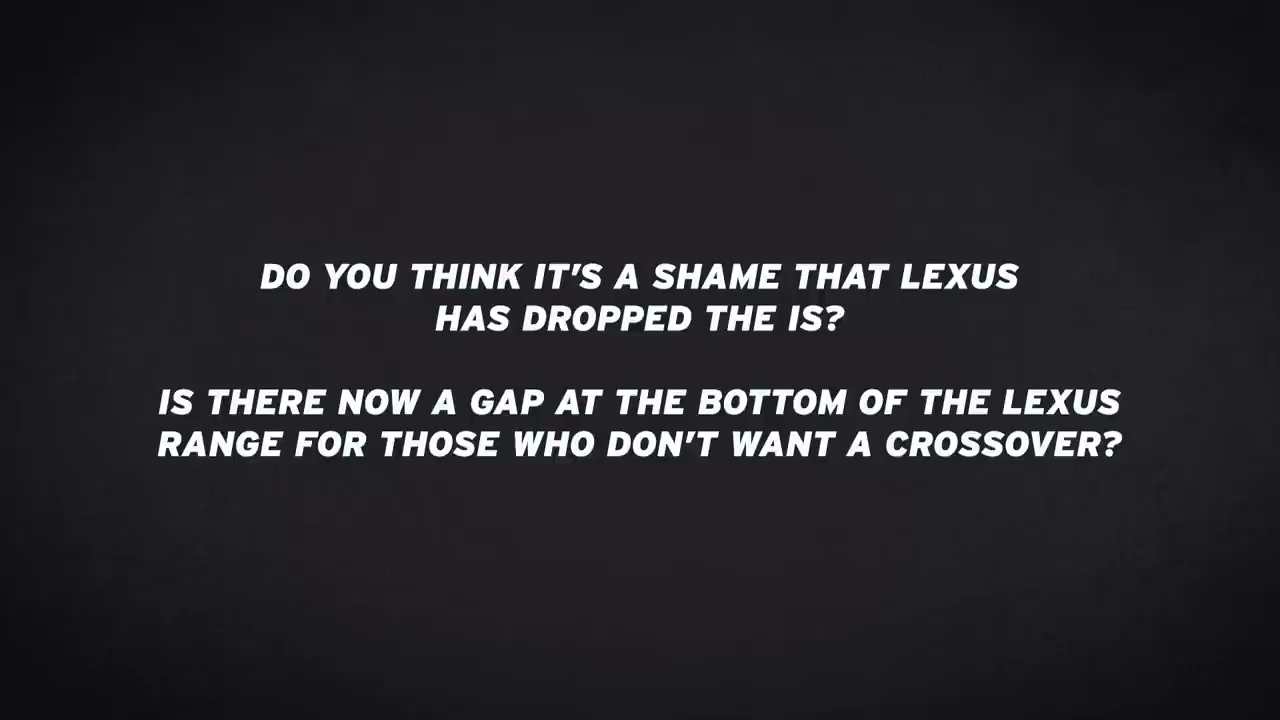 DO YOU THINK IT'S A SHAME THAT LEXUS
HAS DROPPED THE IS?
IS THERE NOW A GAP AT THE BOTTOM OF THE LEXUS
RANGE FOR THOSE WHO DON'T WANT A CROSSOVER?